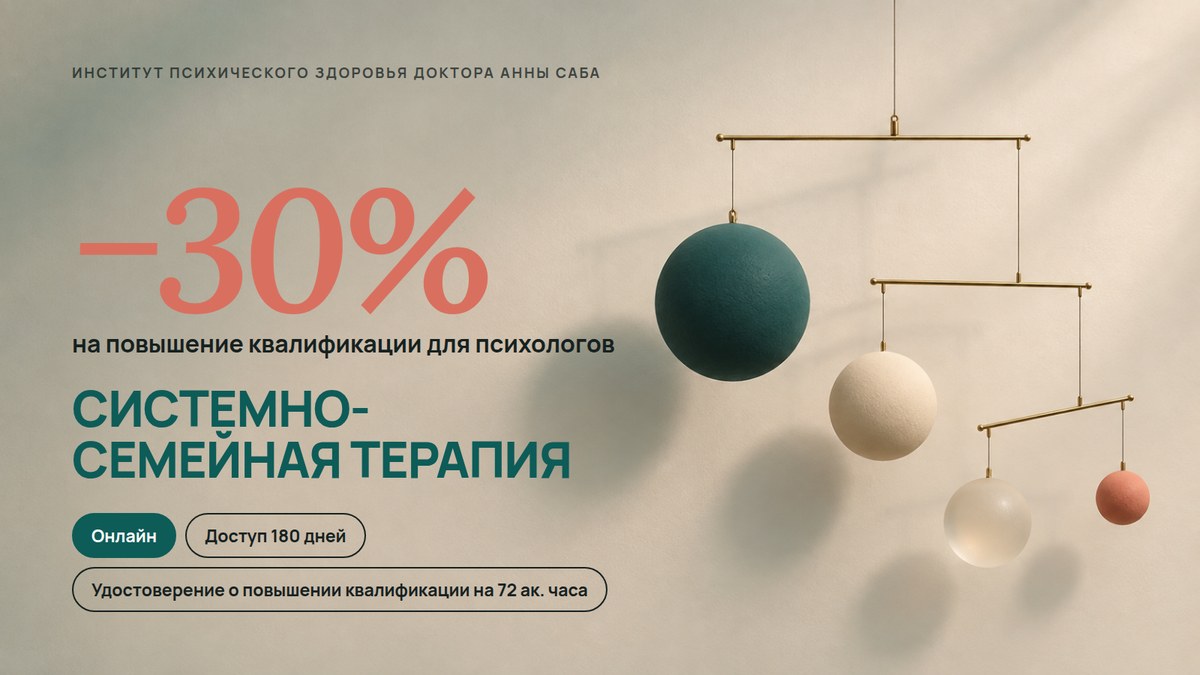 ИНСТИТУТ ПСИХИЧЕСКОГО ЗДОРОВЬЯ ДОКТОРА АННЫ САБА
−30%
на повышение квалификации для психологов
СИСТЕМНО-
СЕМЕЙНАЯ ТЕРАПИЯ
Онлайн
Доступ 180 дней
Удостоверение о повышении квалификации на 72 ак. часа